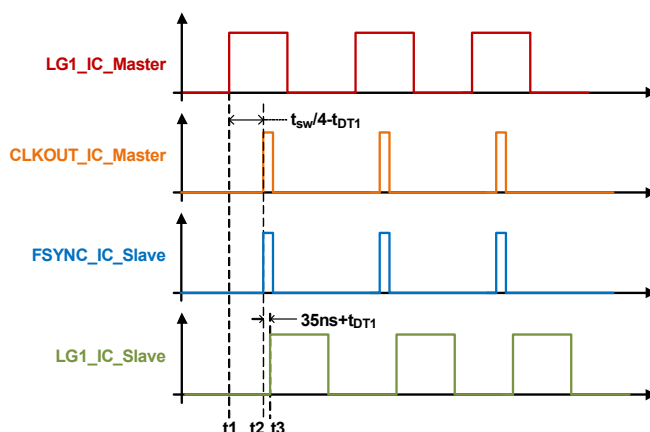 LG1_IC_Master
tsw/4-tDT1
CLKOUT_IC_Master
FSYNC_IC_Slave
35ns+tDT1
LG1_IC_Slave
t1 t2 t3